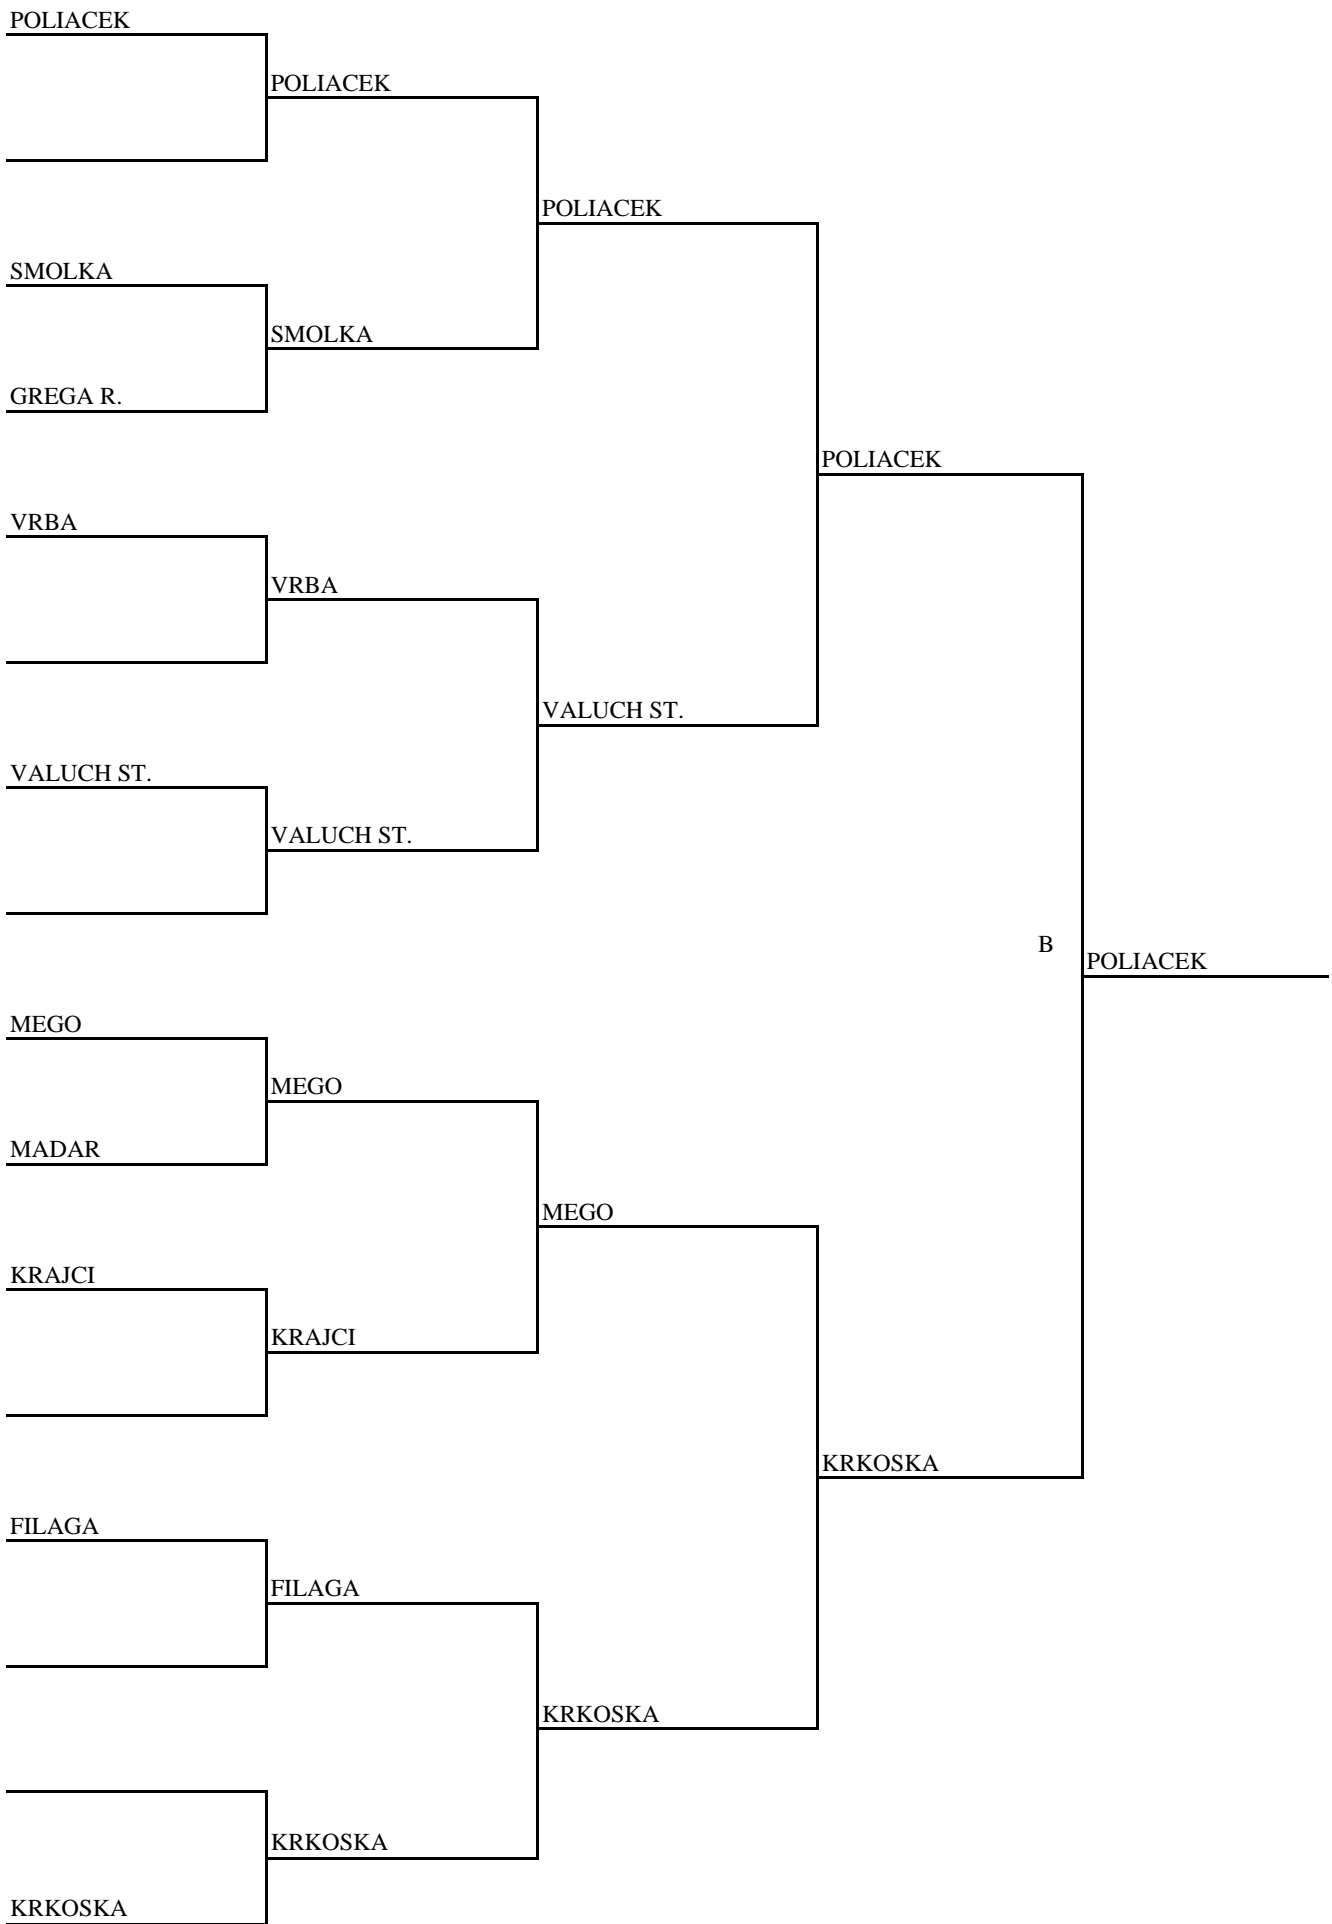 POLIACEK
POLIACEK
POLIACEK
SMOLKA
SMOLKA
GREGA R.
POLIACEK
VRBA
VRBA
VALUCH ST.
VALUCH ST.
VALUCH ST.
B
POLIACEK
MEGO
MEGO
MADAR
MEGO
KRAJCI
KRAJCI
KRKOSKA
FILAGA
FILAGA
KRKOSKA
KRKOSKA
KRKOSKA